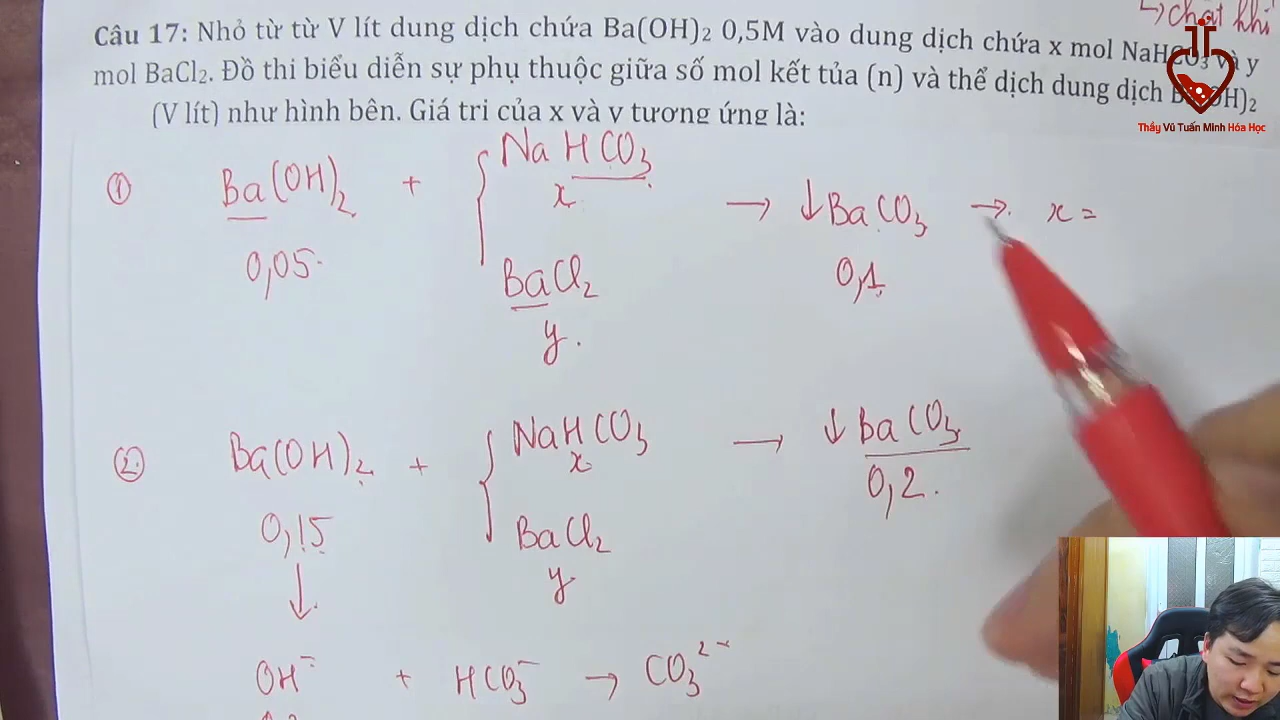 ↳ chất khí
Câu 17: Nhỏ từ từ V lít dung dịch chứa Ba(OH)₂ 0,5M vào dung dịch chứa x mol NaHCO₃ và y
mol BaCl₂. Đồ thi biểu diễn sự phụ thuộc giữa số mol kết tủa (n) và thể dịch dung dịch Ba(OH)₂
(V lít) như hình bên. Giá trị của x và y tương ứng là:
Thầy Vũ Tuấn Minh Hóa Học
① Ba(OH)₂ + { NaHCO₃ → ↓BaCO₃ → x =
x
0,05 0,1
BaCl₂
y
② Ba(OH)₂ + { NaHCO₃ → ↓BaCO₃
x 0,2
0,15 BaCl₂
↓ y
OH⁻ + HCO₃⁻ → CO₃²⁻